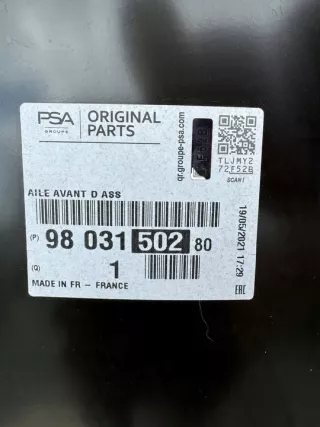 PSA
GROUPE
ORIGINAL
PARTS
qr.groupe-psa.com
TLJMY2
72F52B
SCAN!
AILE AVANT D ASS
(P) 98 031 502 80
(Q) 1
MADE IN FR - FRANCE
19/05/2021 17:29
EAC